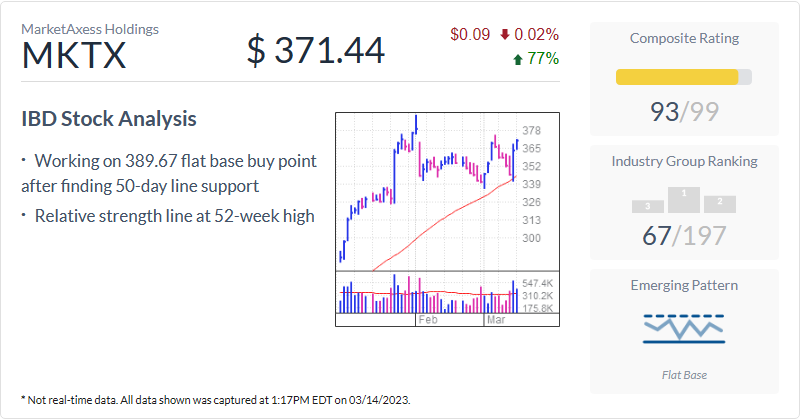 MarketAxess Holdings
MKTX
$ 371.44
$0.09 0.02%
77%
IBD Stock Analysis
• Working on 389.67 flat base buy point
after finding 50-day line support
• Relative strength line at 52-week high
378
365
352
339
326
313
300
547.4K
310.2K
175.8K
Feb
Mar
Composite Rating
93/99
Industry Group Ranking
3
1
2
67/197
Emerging Pattern
Flat Base
* Not real-time data. All data shown was captured at 1:17PM EDT on 03/14/2023.